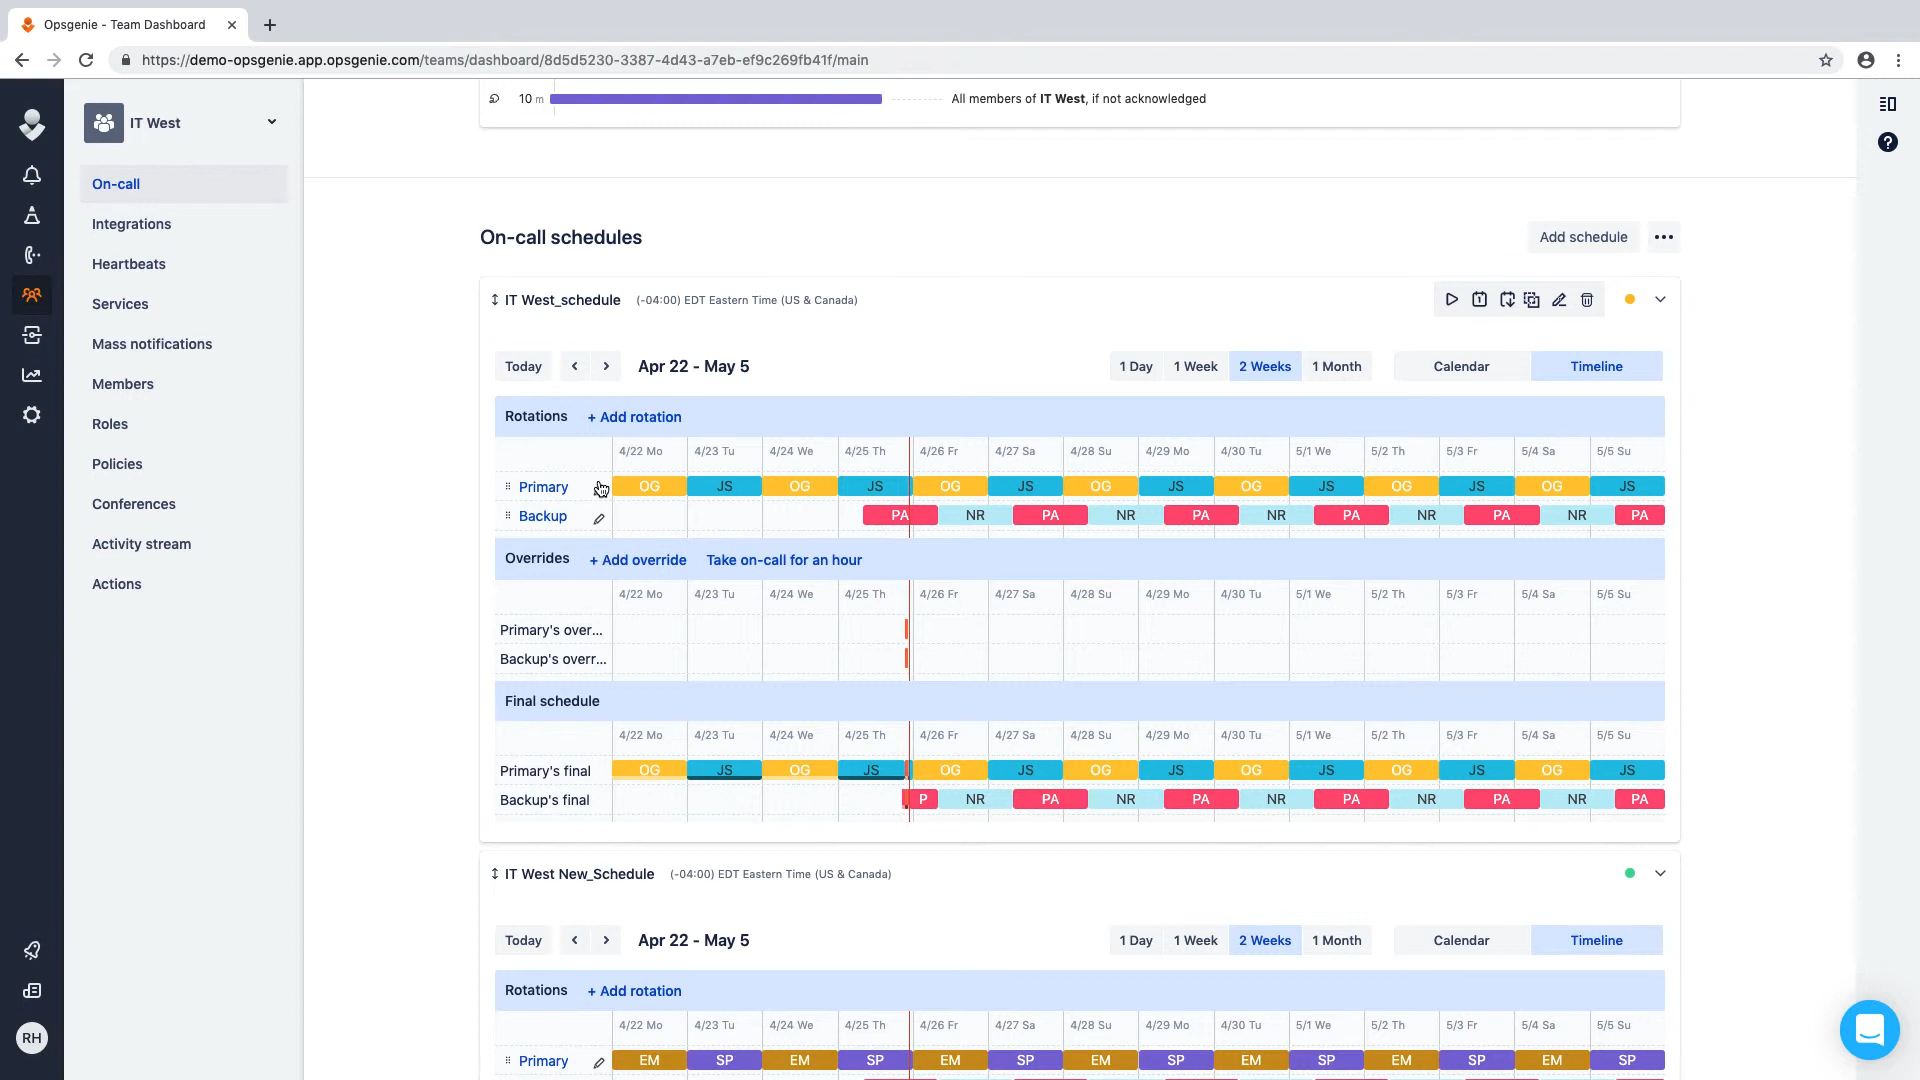 Opsgenie - Team Dashboard
https://demo-opsgenie.app.opsgenie.com/teams/dashboard/8d5d5230-3387-4d43-a7eb-ef9c269fb41f/main
IT West
On-call
Integrations
Heartbeats
Services
Mass notifications
Members
Roles
Policies
Conferences
Activity stream
Actions
RH
10 m All members of IT West, if not acknowledged
On-call schedules Add schedule
IT West_schedule (-04:00) EDT Eastern Time (US & Canada)
Today Apr 22 - May 5 1 Day 1 Week 2 Weeks 1 Month Calendar Timeline
Rotations + Add rotation
4/22 Mo 4/23 Tu 4/24 We 4/25 Th 4/26 Fr 4/27 Sa 4/28 Su 4/29 Mo 4/30 Tu 5/1 We 5/2 Th 5/3 Fr 5/4 Sa 5/5 Su
Primary OG JS OG JS OG JS OG JS OG JS OG JS OG JS
Backup PA NR PA NR PA NR PA NR PA NR PA
Overrides + Add override Take on-call for an hour
4/22 Mo 4/23 Tu 4/24 We 4/25 Th 4/26 Fr 4/27 Sa 4/28 Su 4/29 Mo 4/30 Tu 5/1 We 5/2 Th 5/3 Fr 5/4 Sa 5/5 Su
Primary's over...
Backup's overr...
Final schedule
4/22 Mo 4/23 Tu 4/24 We 4/25 Th 4/26 Fr 4/27 Sa 4/28 Su 4/29 Mo 4/30 Tu 5/1 We 5/2 Th 5/3 Fr 5/4 Sa 5/5 Su
Primary's final OG JS OG JS OG JS OG JS OG JS OG JS OG JS
Backup's final P NR PA NR PA NR PA NR PA NR PA
IT West New_Schedule (-04:00) EDT Eastern Time (US & Canada)
Today Apr 22 - May 5 1 Day 1 Week 2 Weeks 1 Month Calendar Timeline
Rotations + Add rotation
4/22 Mo 4/23 Tu 4/24 We 4/25 Th 4/26 Fr 4/27 Sa 4/28 Su 4/29 Mo 4/30 Tu 5/1 We 5/2 Th 5/3 Fr 5/4 Sa 5/5 Su
Primary EM SP EM SP EM SP EM SP EM SP EM SP EM SP